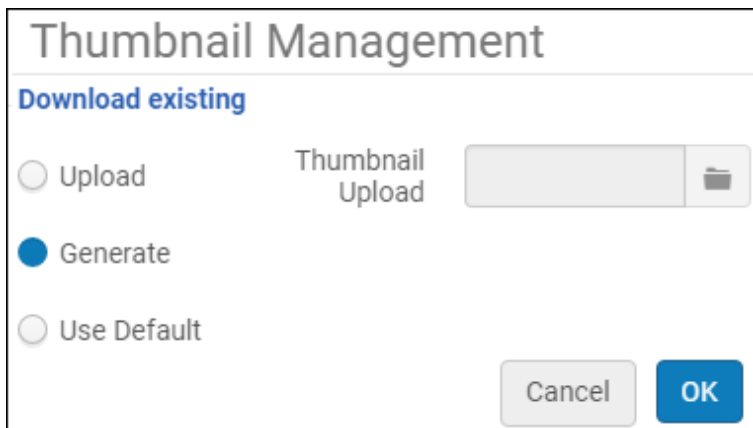 Thumbnail Management
Download existing
Upload
Thumbnail
Upload
Generate
Use Default
Cancel
OK